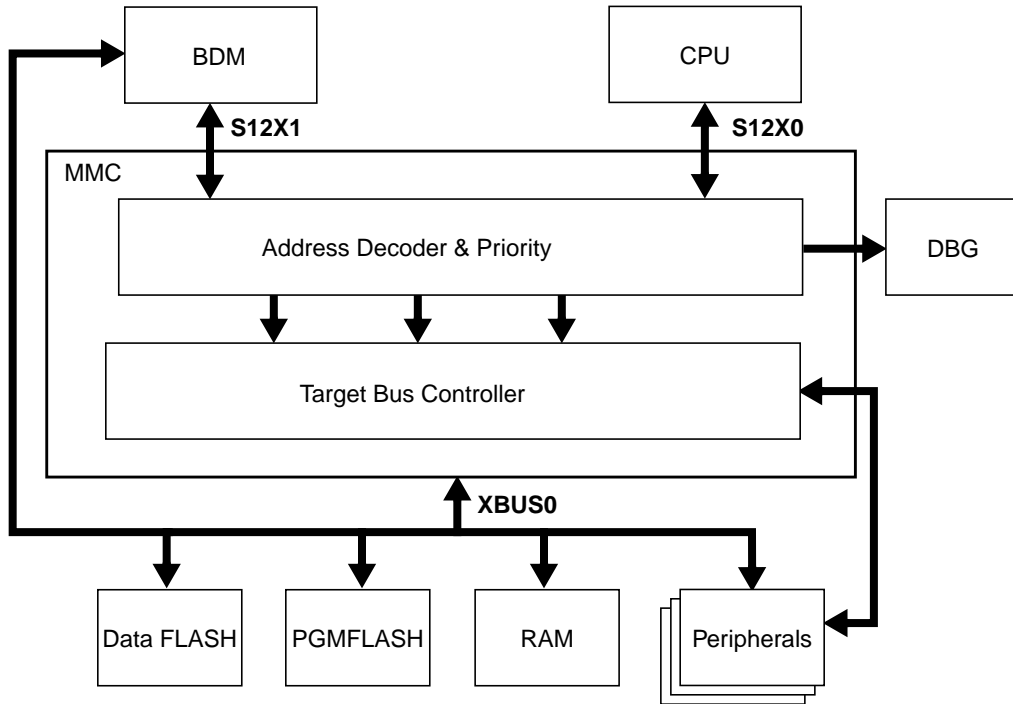 BDM
CPU
S12X1
S12X0
MMC
Address Decoder & Priority
DBG
Target Bus Controller
XBUS0
Data FLASH
PGMFLASH
RAM
Peripherals